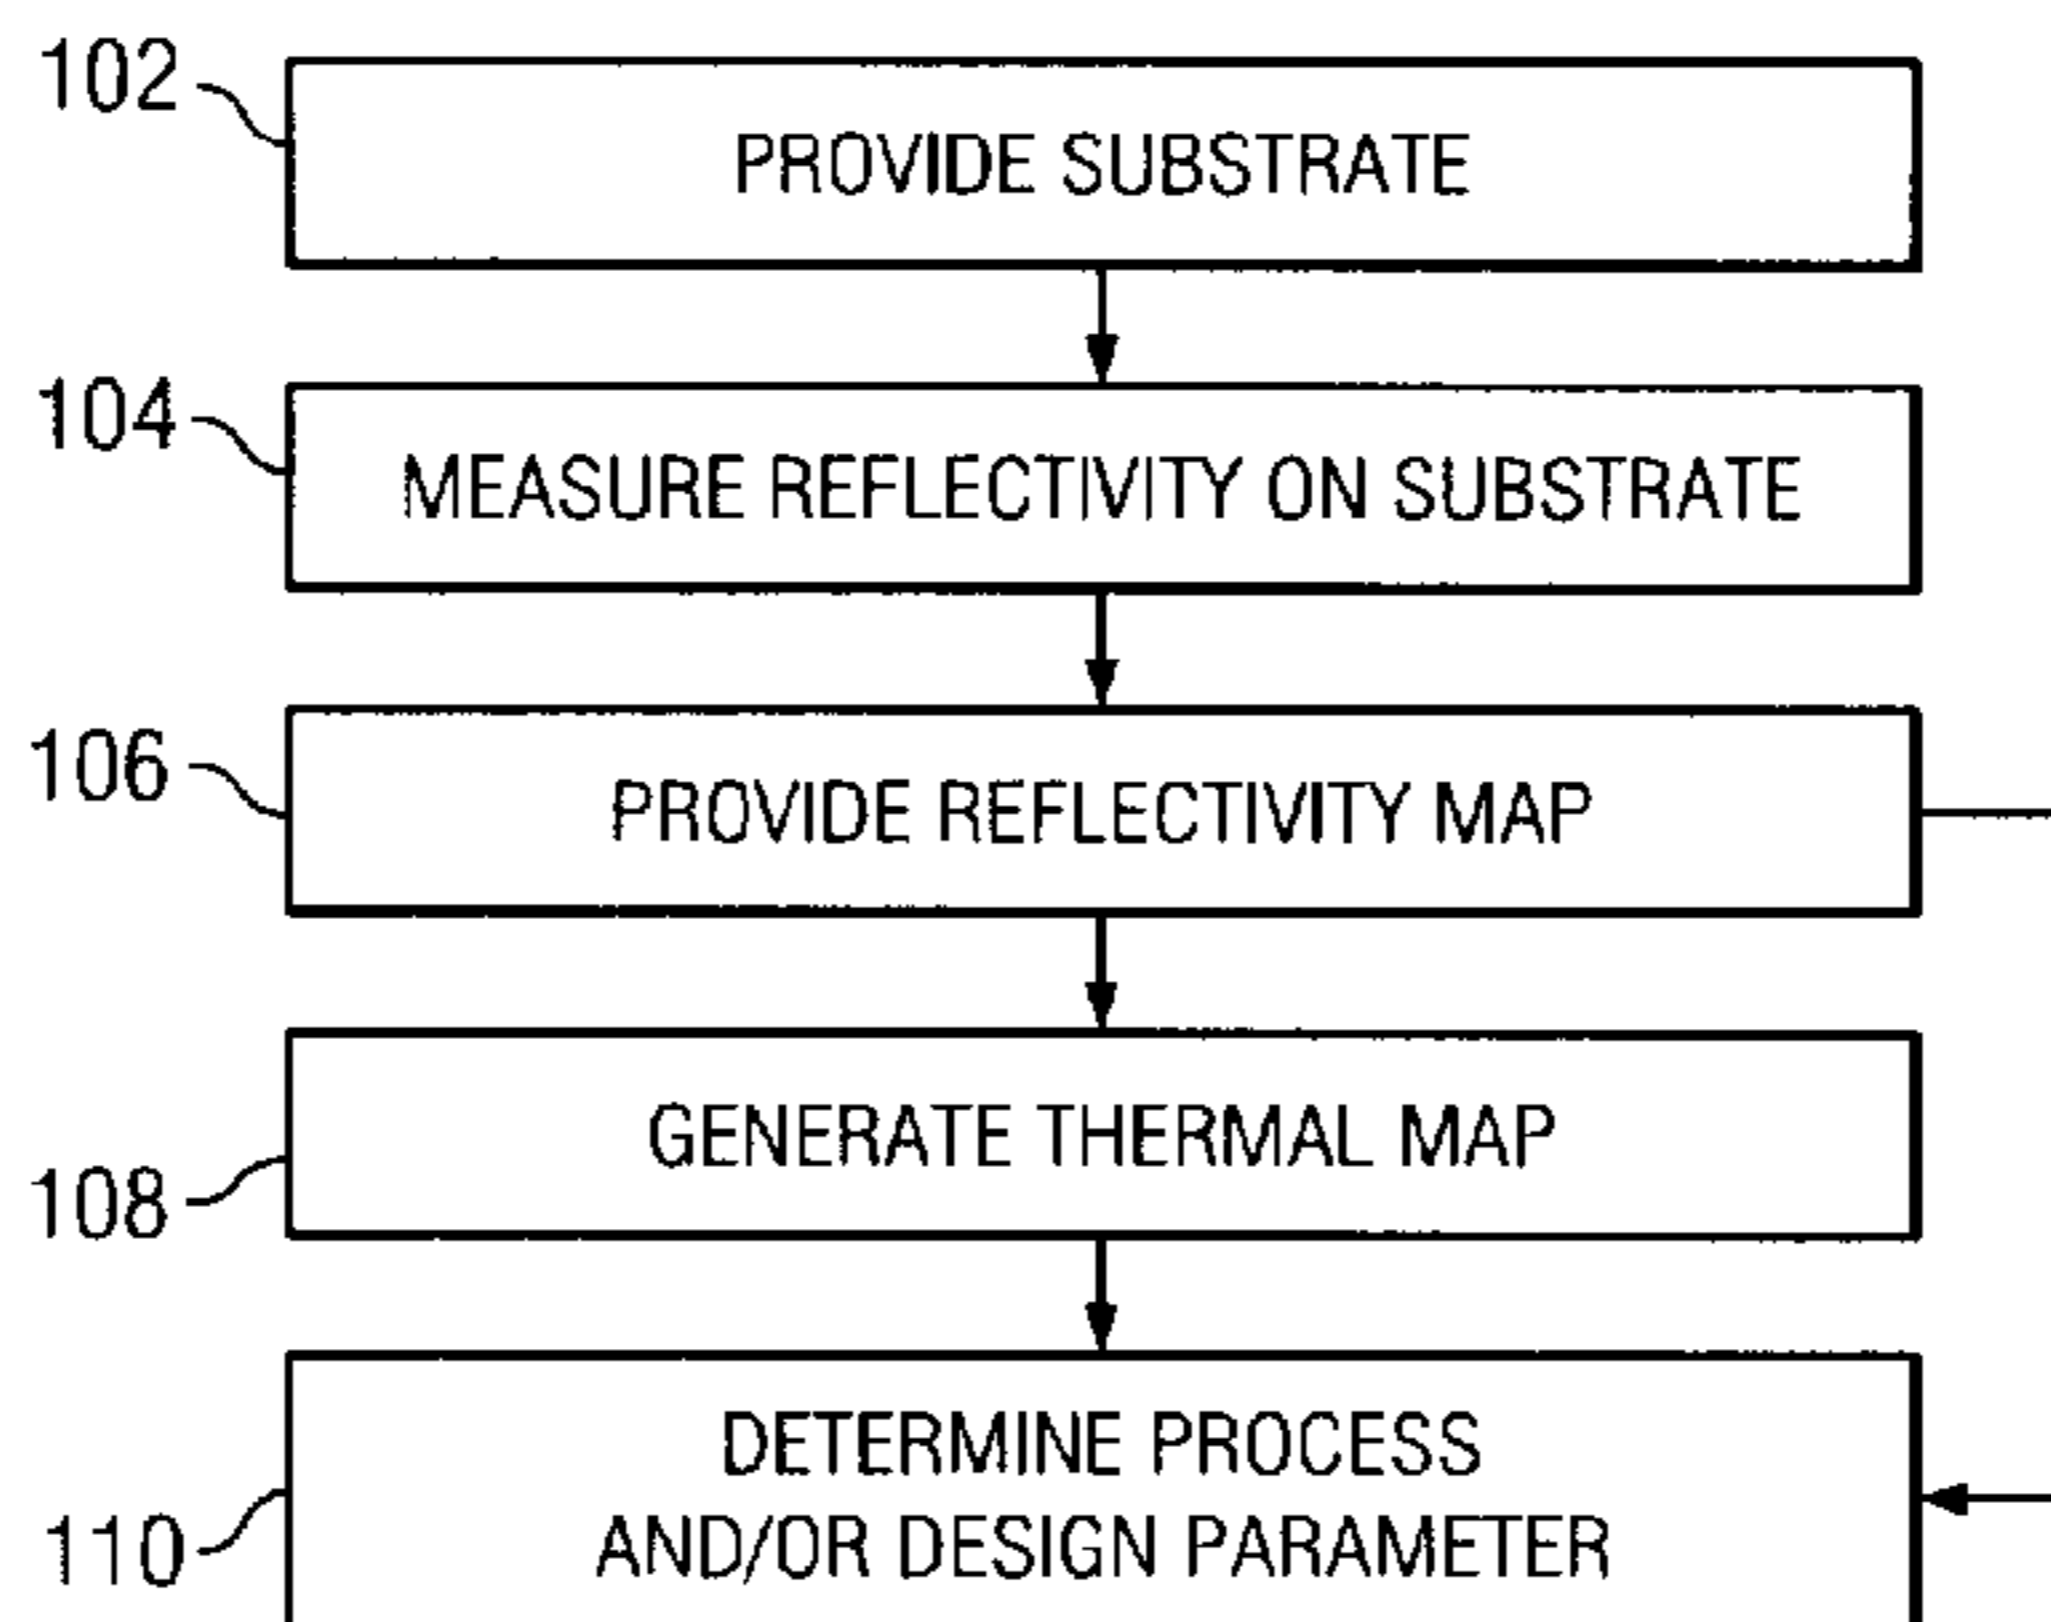 102
PROVIDE SUBSTRATE
104
MEASURE REFLECTIVITY ON SUBSTRATE
106
PROVIDE REFLECTIVITY MAP
108
GENERATE THERMAL MAP
110
DETERMINE PROCESS
AND/OR DESIGN PARAMETER